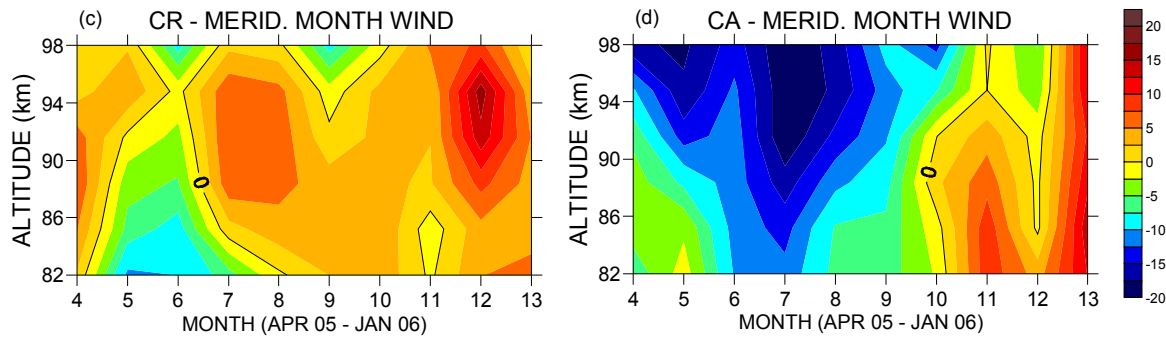 (c) CR - MERID. MONTH WIND
98
94
90
86
82
ALTITUDE (km)
0
4 5 6 7 8 9 10 11 12 13
MONTH (APR 05 - JAN 06)
(d) CA - MERID. MONTH WIND
98
94
90
86
82
ALTITUDE (km)
0
4 5 6 7 8 9 10 11 12 13
MONTH (APR 05 - JAN 06)
20
15
10
5
0
-5
-10
-15
-20